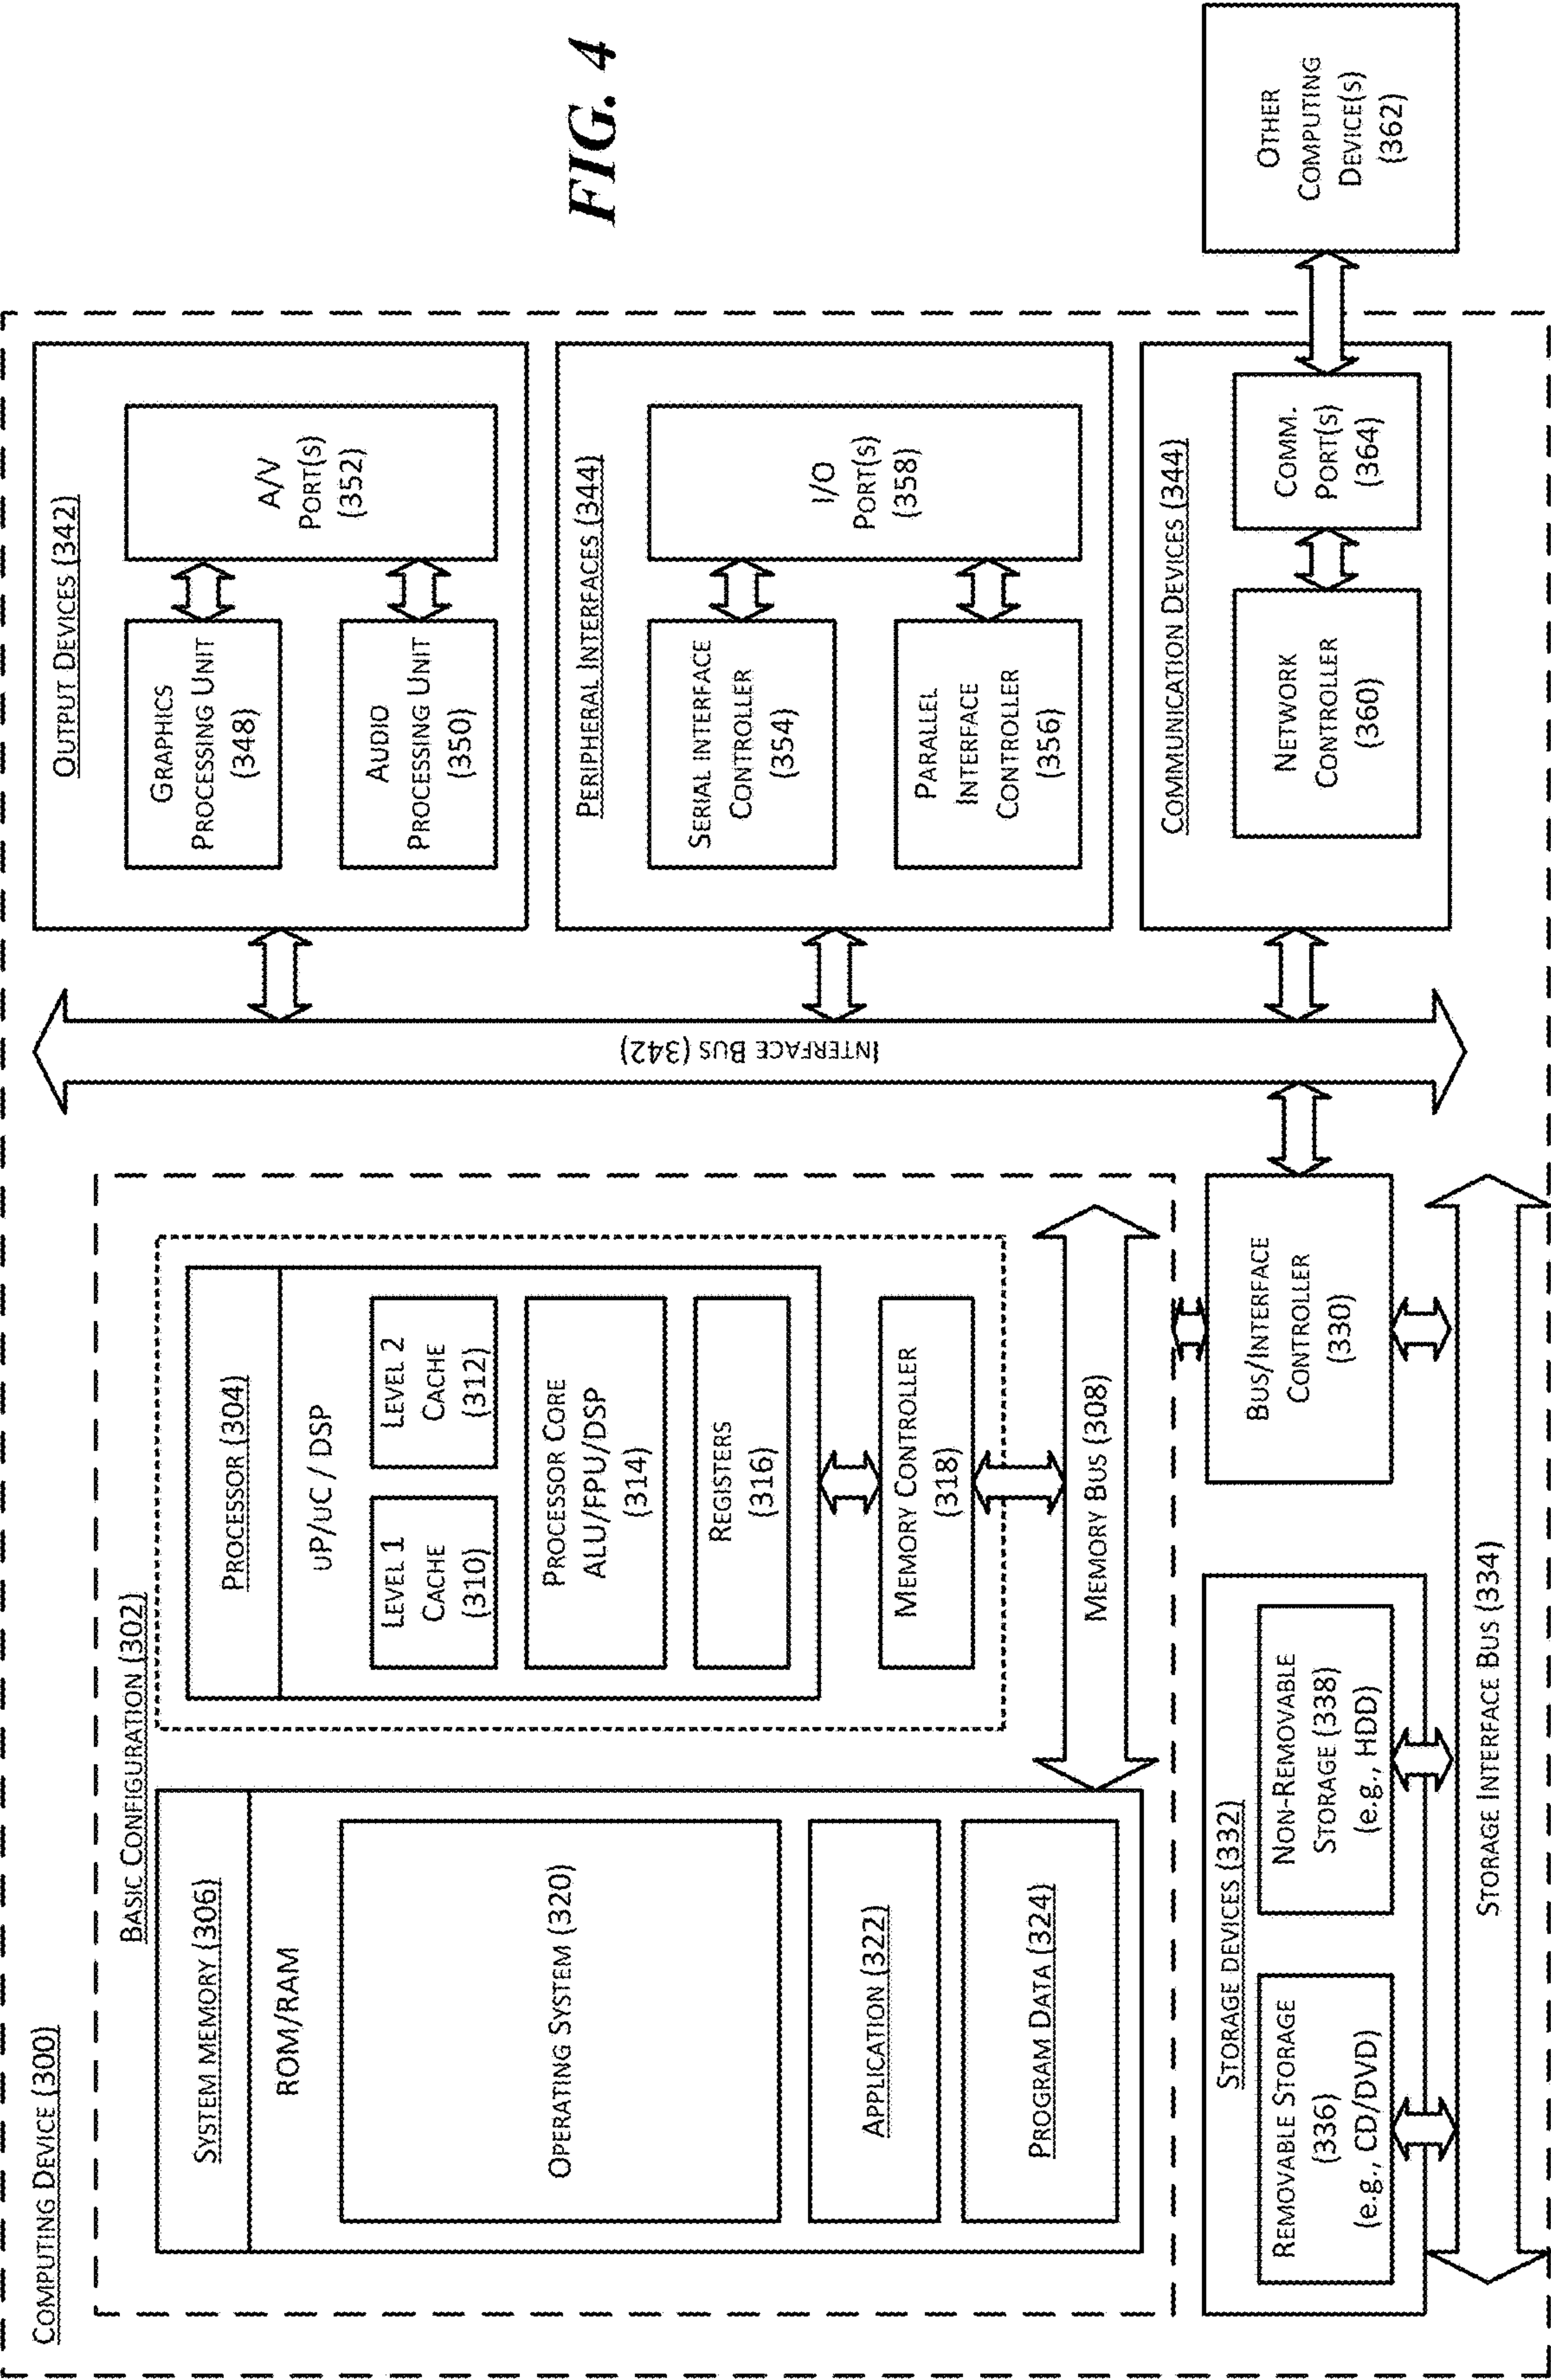 COMPUTING DEVICE (300)
BASIC CONFIGURATION (302)
SYSTEM MEMORY (306)
ROM/RAM
OPERATING SYSTEM (320)
APPLICATION (322)
PROGRAM DATA (324)
PROCESSOR (304)
UP/UC / DSP
LEVEL 1
CACHE
(310)
LEVEL 2
CACHE
(312)
PROCESSOR CORE
ALU/FPU/DSP
(314)
REGISTERS
(316)
MEMORY CONTROLLER
(318)
MEMORY BUS (308)
STORAGE DEVICES (332)
REMOVABLE STORAGE
(336)
(e.g., CD/DVD)
NON-REMOVABLE
STORAGE (338)
(e.g., HDD)
BUS/INTERFACE
CONTROLLER
(330)
STORAGE INTERFACE BUS (334)
INTERFACE BUS (342)
OUTPUT DEVICES (342)
GRAPHICS
PROCESSING UNIT
(348)
AUDIO
PROCESSING UNIT
(350)
A/V
PORT(S)
(352)
PERIPHERAL INTERFACES (344)
SERIAL INTERFACE
CONTROLLER
(354)
PARALLEL
INTERFACE
CONTROLLER
(356)
I/O
PORT(S)
(358)
COMMUNICATION DEVICES (344)
NETWORK
CONTROLLER
(360)
COMM.
PORT(S)
(364)
OTHER
COMPUTING
DEVICE(S)
(362)
FIG. 4